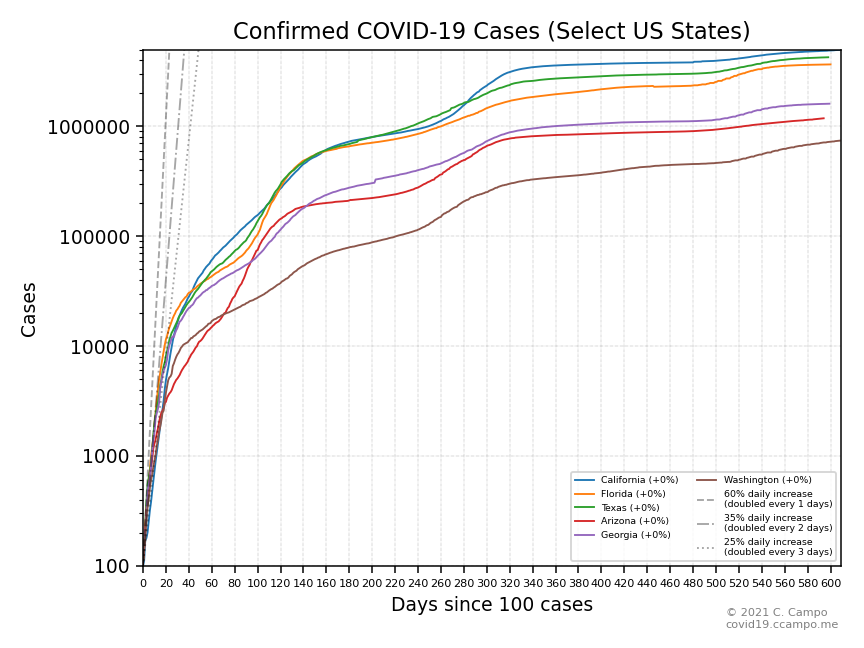 Confirmed COVID-19 Cases (Select US States)
Cases
1000000
100000
10000
1000
100
0 20 40 60 80 100 120 140 160 180 200 220 240 260 280 300 320 340 360 380 400 420 440 460 480 500 520 540 560 580 600
Days since 100 cases
California (+0%)
Florida (+0%)
Texas (+0%)
Arizona (+0%)
Georgia (+0%)
Washington (+0%)
60% daily increase
(doubled every 1 days)
35% daily increase
(doubled every 2 days)
25% daily increase
(doubled every 3 days)
© 2021 C. Campo
covid19.ccampo.me